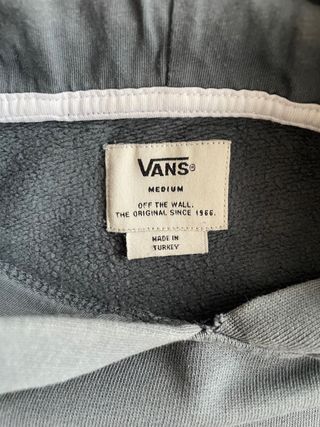 VANS®
MEDIUM
OFF THE WALL.
THE ORIGINAL SINCE 1966.
MADE IN
TURKEY